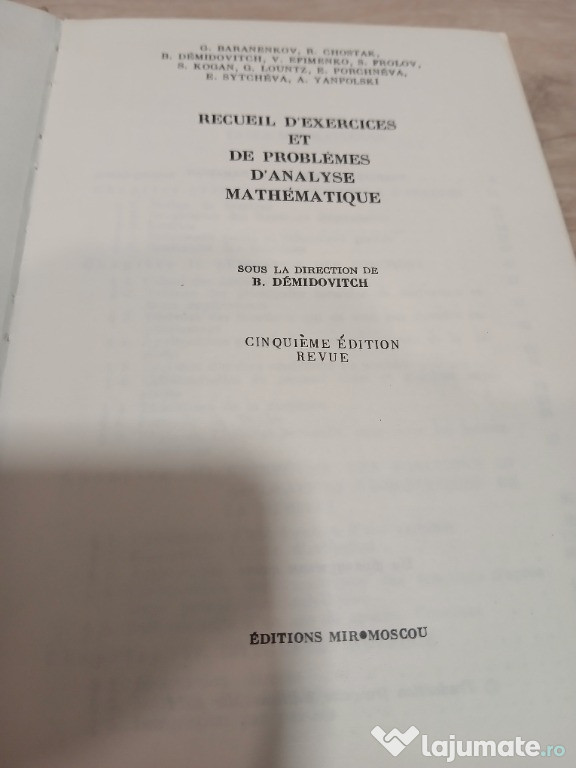 G. BARANENKOV, R. CHOSTAK,
B. DÉMIDOVITCH, V. EFIMENKO, S. FROLOV,
S. KOGAN, G. LOUNTZ, E. PORCHNÉVA,
E. SYTCHÉVA, A. YANPOLSKI
RECUEIL D'EXERCICES
ET
DE PROBLÈMES
D'ANALYSE
MATHÉMATIQUE
SOUS LA DIRECTION DE
B. DÉMIDOVITCH
CINQUIÈME ÉDITION
REVUE
ÉDITIONS MIR•MOSCOU
lajumate.ro